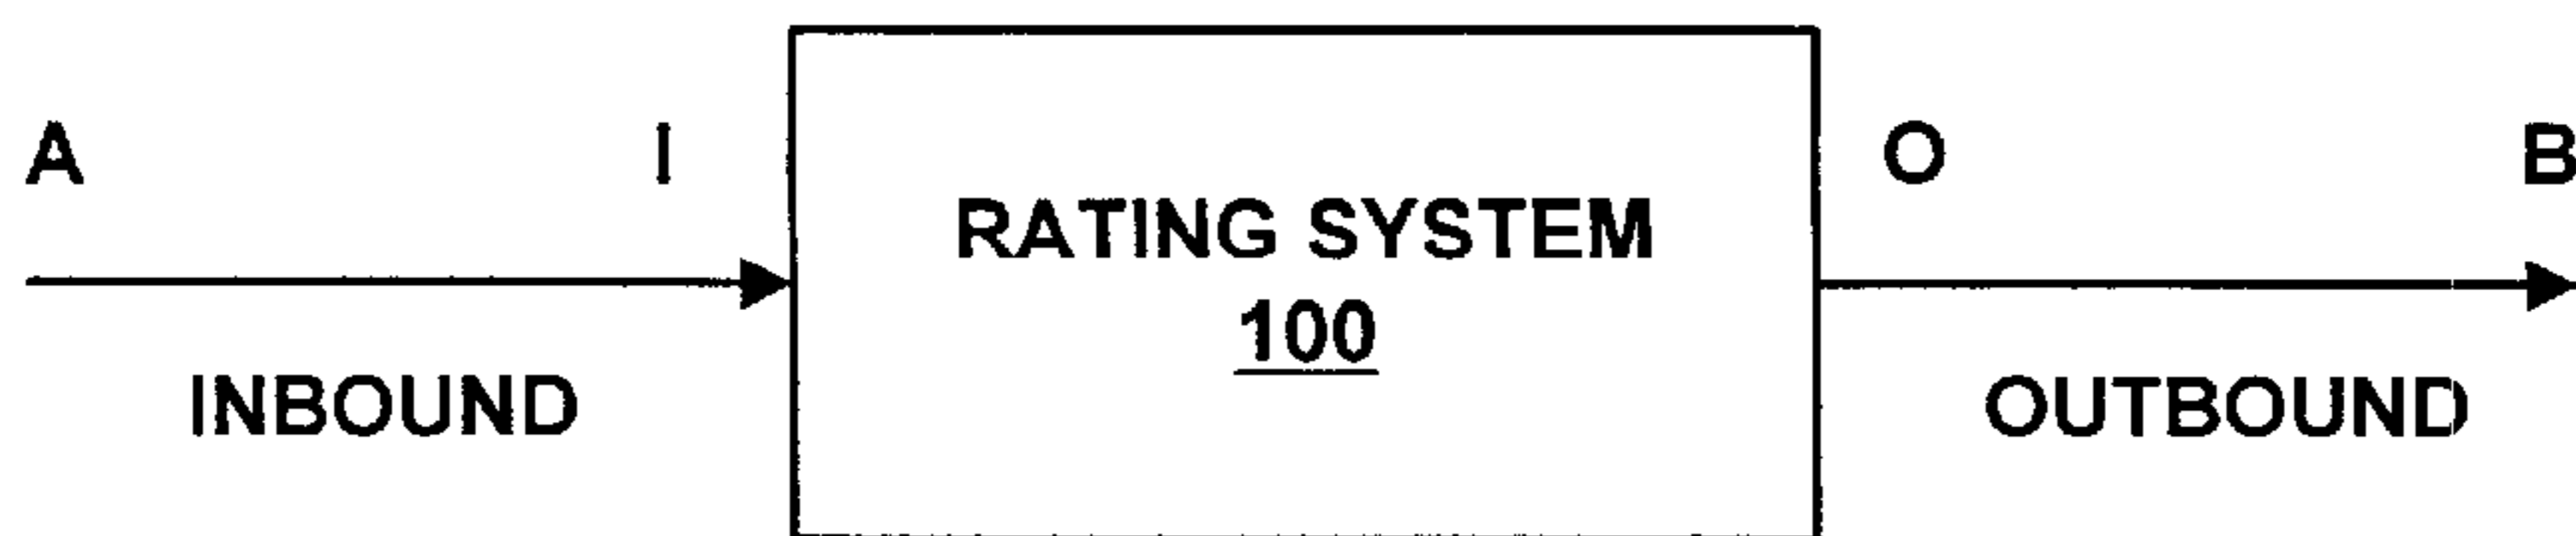 A
I
RATING SYSTEM
100
O
B
INBOUND
OUTBOUND